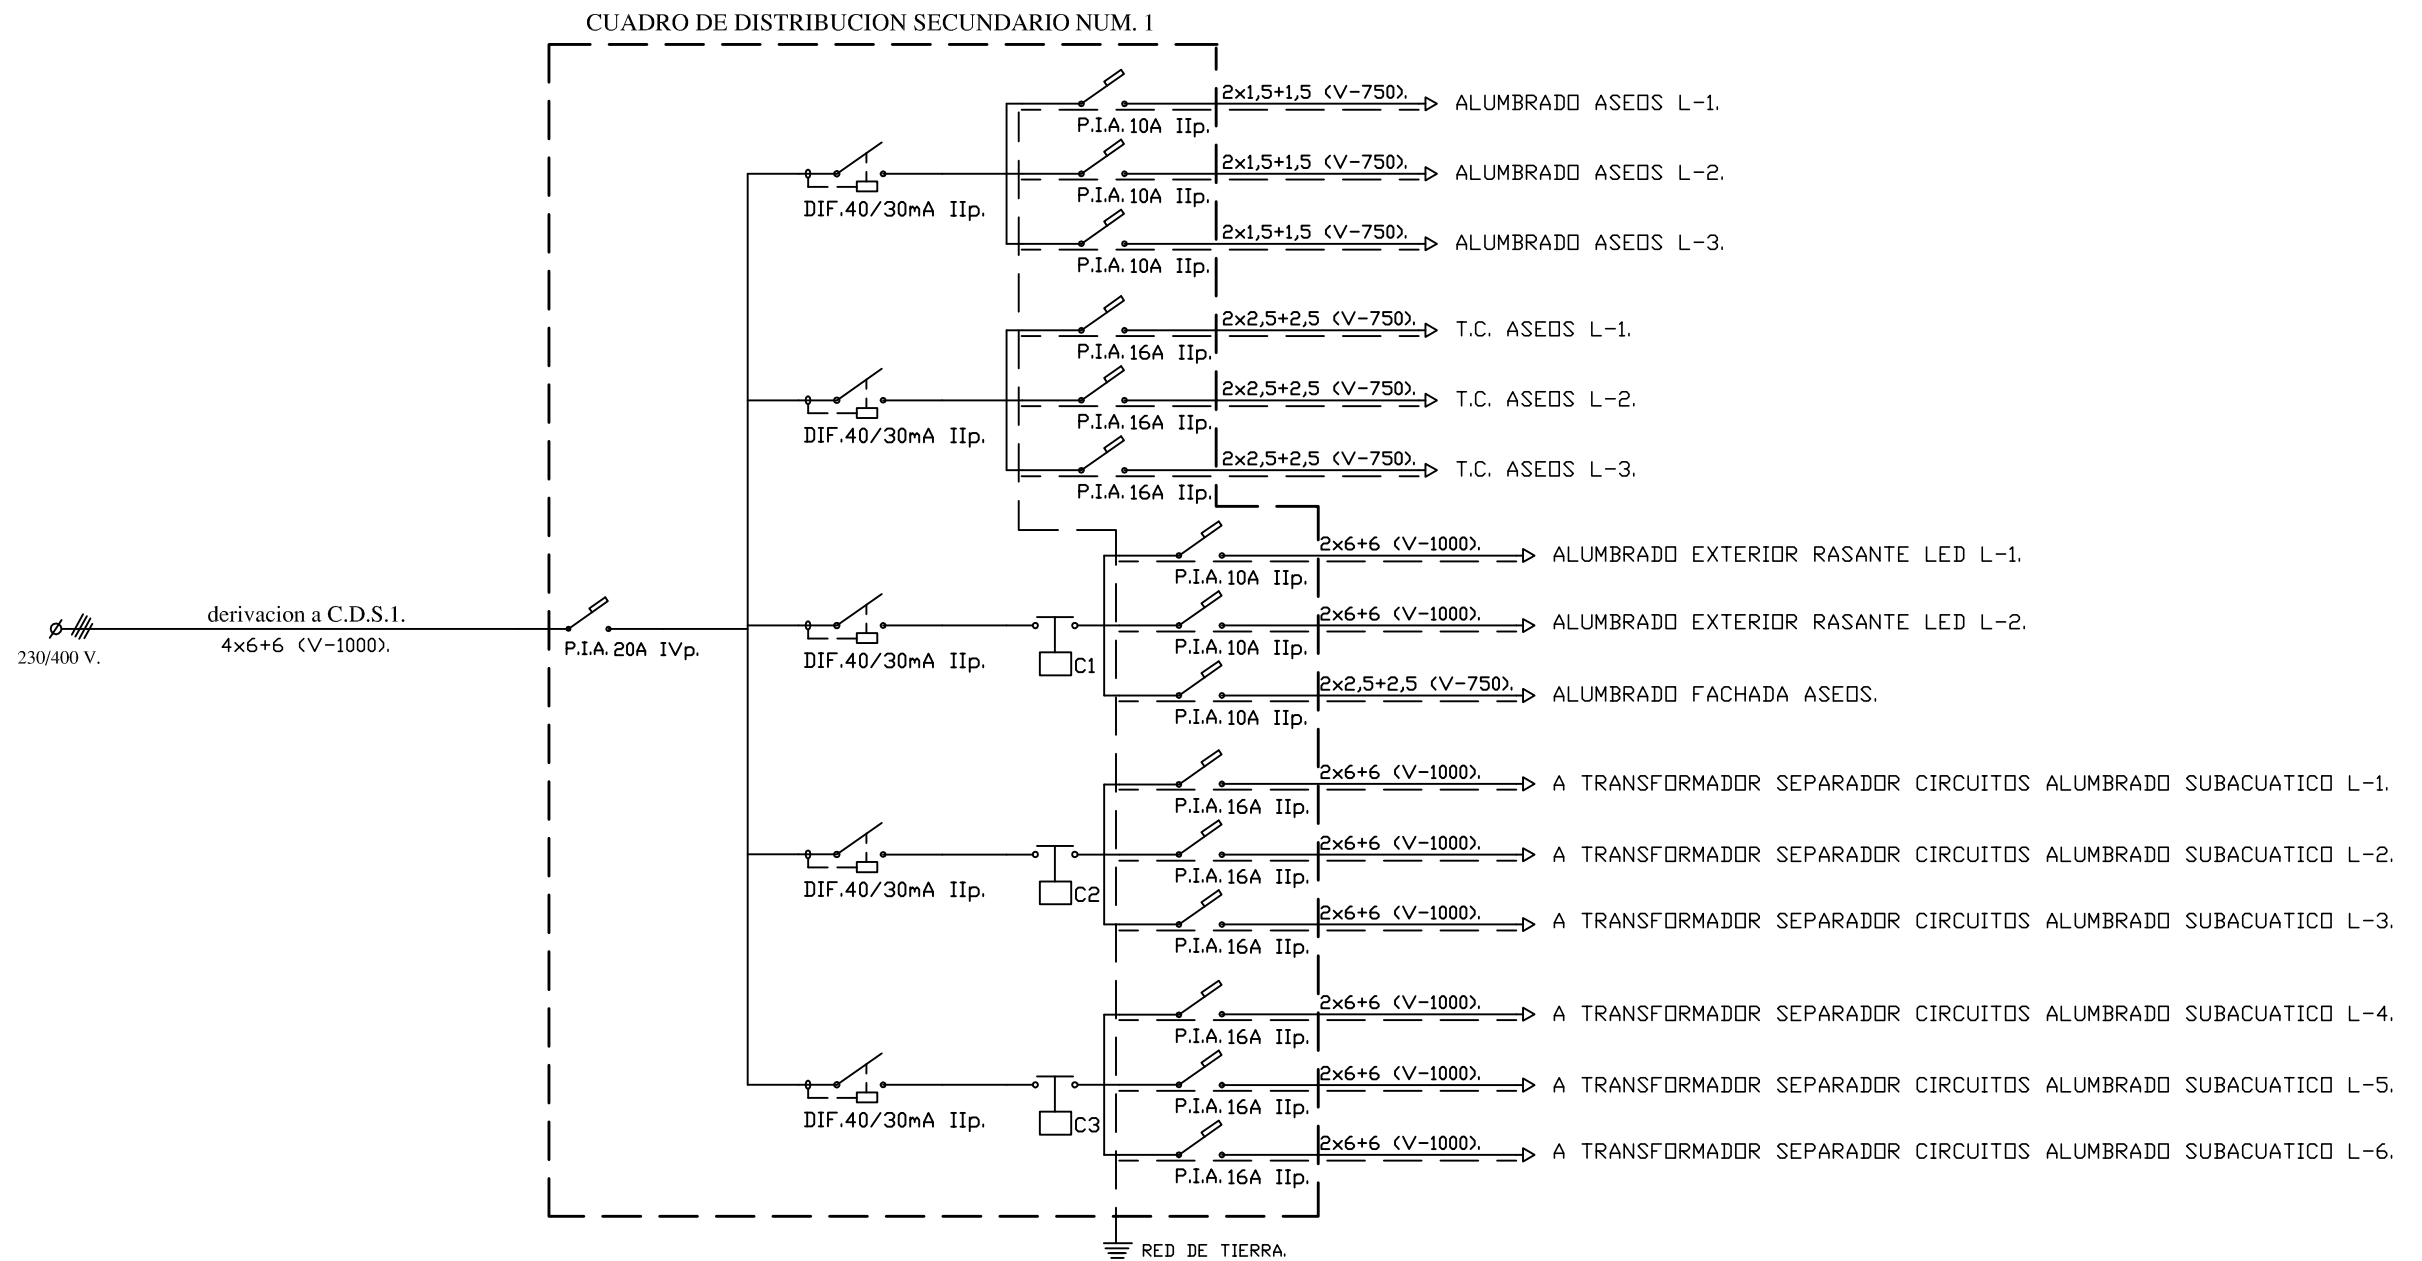 CUADRO DE DISTRIBUCION SECUNDARIO NUM. 1
2x1,5+1,5 (V-750).
ALUMBRADO ASEOS L-1.
P.I.A. 10A IIp.
2x1,5+1,5 (V-750).
ALUMBRADO ASEOS L-2.
P.I.A. 10A IIp.
DIF.40/30mA IIp.
2x1,5+1,5 (V-750).
ALUMBRADO ASEOS L-3.
P.I.A. 10A IIp.
2x2,5+2,5 (V-750).
T.C. ASEOS L-1.
P.I.A. 16A IIp.
2x2,5+2,5 (V-750).
T.C. ASEOS L-2.
P.I.A. 16A IIp.
DIF.40/30mA IIp.
2x2,5+2,5 (V-750).
T.C. ASEOS L-3.
P.I.A. 16A IIp.
2x6+6 (V-1000).
ALUMBRADO EXTERIOR RASANTE LED L-1.
P.I.A. 10A IIp.
derivacion a C.D.S.1.
4x6+6 (V-1000).
230/400 V.
P.I.A. 20A IVp.
2x6+6 (V-1000).
ALUMBRADO EXTERIOR RASANTE LED L-2.
P.I.A. 10A IIp.
DIF.40/30mA IIp.
C1
2x2,5+2,5 (V-750).
ALUMBRADO FACHADA ASEOS.
P.I.A. 10A IIp.
2x6+6 (V-1000).
A TRANSFORMADOR SEPARADOR CIRCUITOS ALUMBRADO SUBACUATICO L-1.
P.I.A. 16A IIp.
2x6+6 (V-1000).
A TRANSFORMADOR SEPARADOR CIRCUITOS ALUMBRADO SUBACUATICO L-2.
P.I.A. 16A IIp.
DIF.40/30mA IIp.
C2
2x6+6 (V-1000).
A TRANSFORMADOR SEPARADOR CIRCUITOS ALUMBRADO SUBACUATICO L-3.
P.I.A. 16A IIp.
2x6+6 (V-1000).
A TRANSFORMADOR SEPARADOR CIRCUITOS ALUMBRADO SUBACUATICO L-4.
P.I.A. 16A IIp.
2x6+6 (V-1000).
A TRANSFORMADOR SEPARADOR CIRCUITOS ALUMBRADO SUBACUATICO L-5.
P.I.A. 16A IIp.
DIF.40/30mA IIp.
C3
2x6+6 (V-1000).
A TRANSFORMADOR SEPARADOR CIRCUITOS ALUMBRADO SUBACUATICO L-6.
P.I.A. 16A IIp.
RED DE TIERRA.